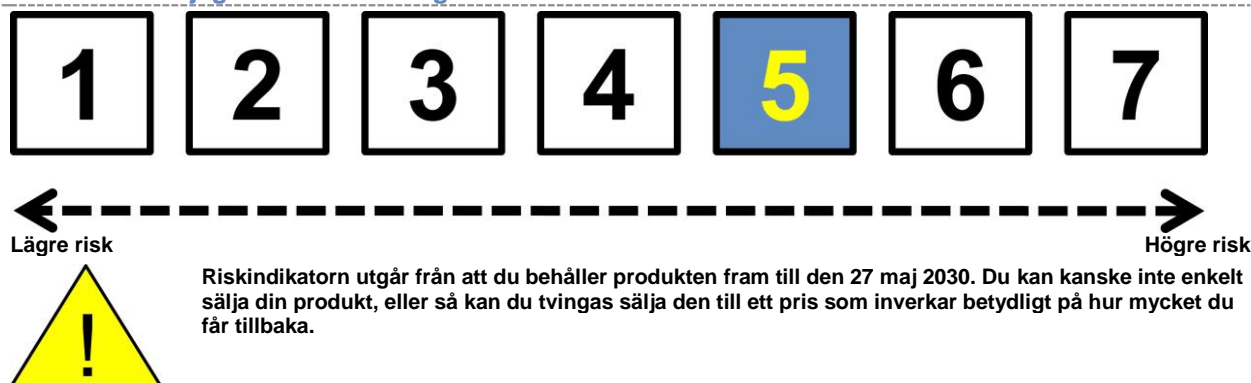 1 2 3 4 5 6 7
Lägre risk Högre risk
Riskindikatorn utgår från att du behåller produkten fram till den 27 maj 2030. Du kan kanske inte enkelt
sälja din produkt, eller så kan du tvingas sälja den till ett pris som inverkar betydligt på hur mycket du
får tillbaka.
!